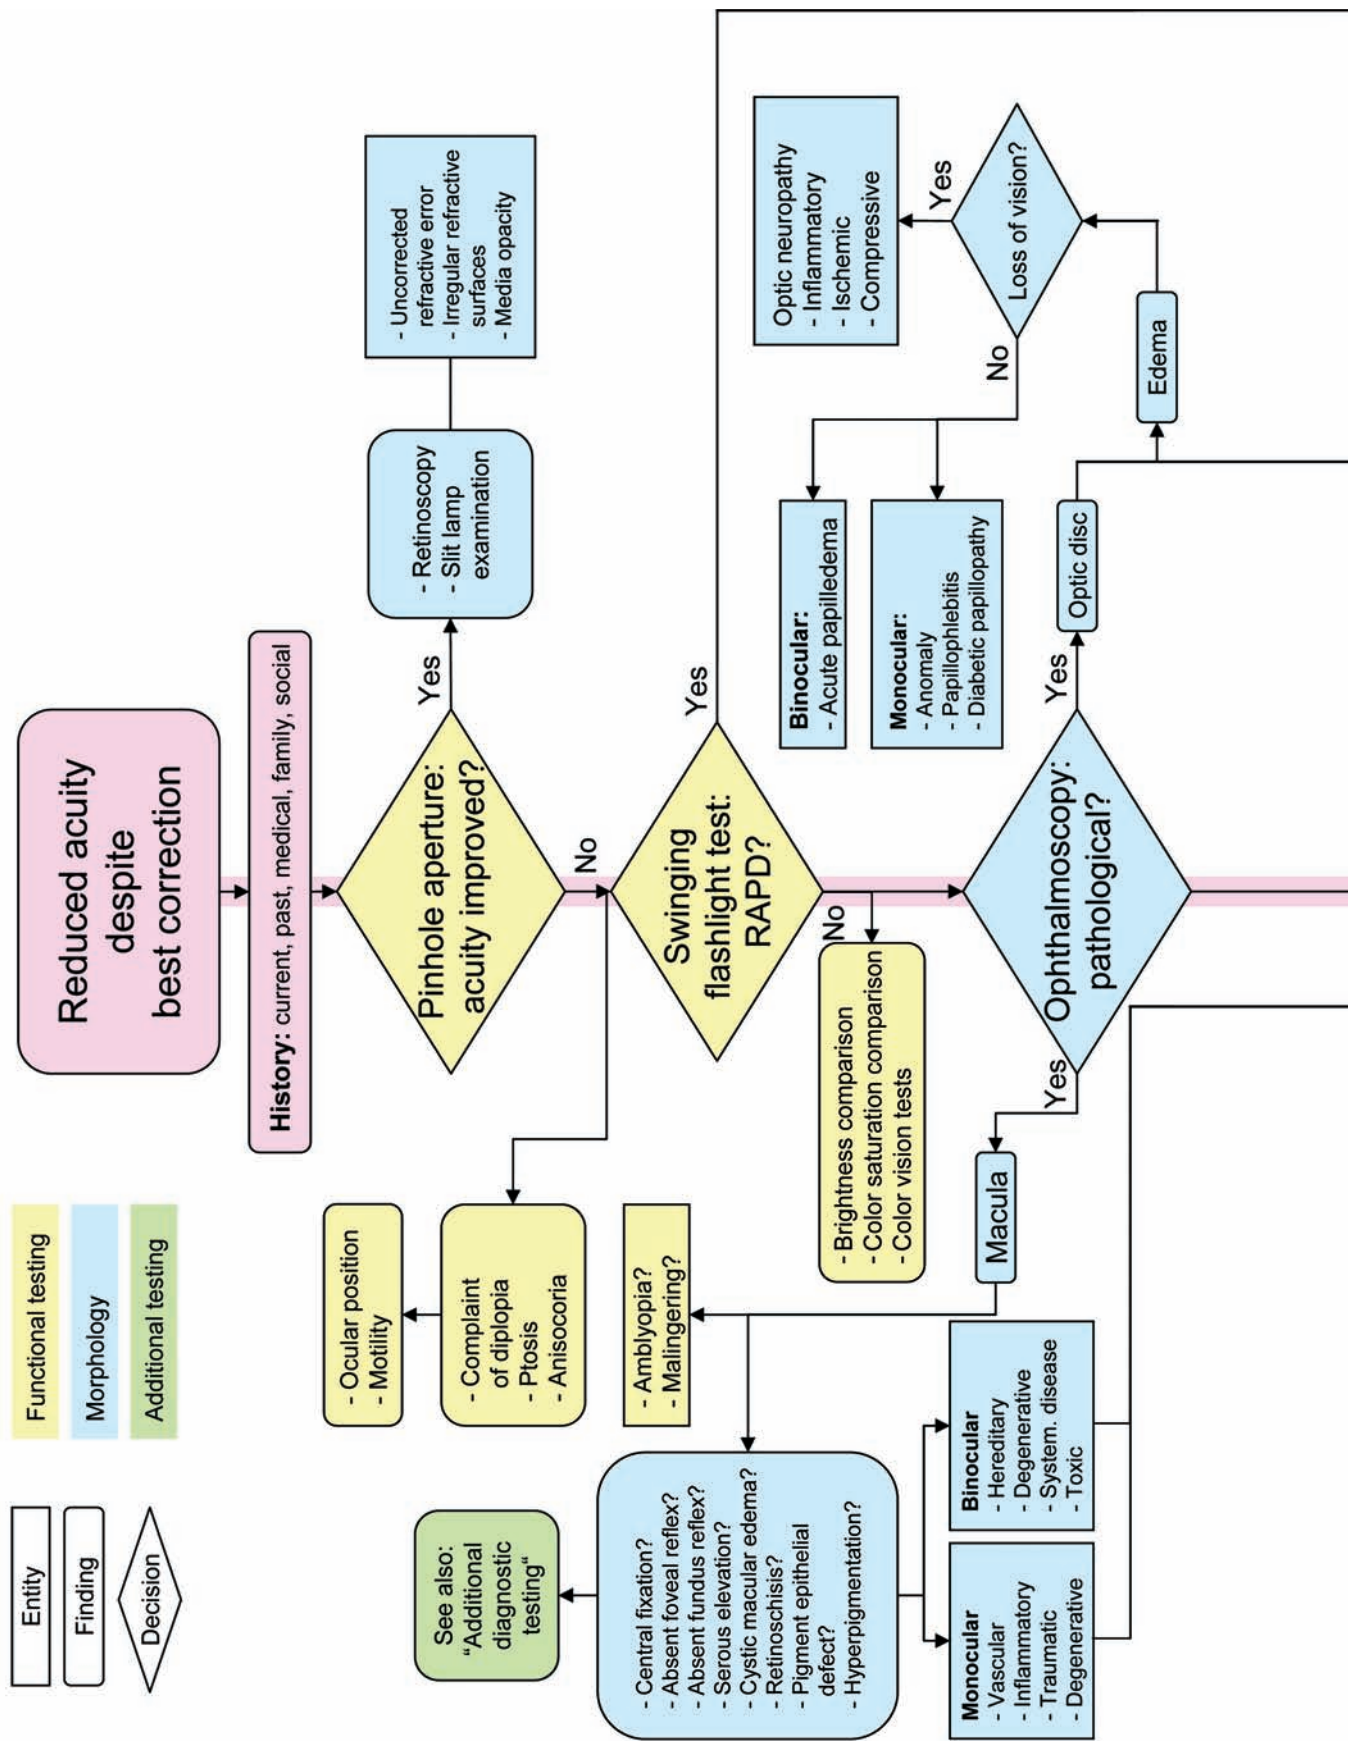 Entity
Finding
Decision
Functional testing
Morphology
Additional testing
Reduced acuity
despite
best correction
History: current, past, medical, family, social
Pinhole aperture:
acuity improved?
Yes
- Retinoscopy
- Slit lamp
examination
- Uncorrected
refractive error
- Irregular refractive
surfaces
- Media opacity
No
- Ocular position
- Motility
- Complaint
of diplopia
- Ptosis
- Anisocoria
Swinging
flashlight test:
RAPD?
Yes
No
- Brightness comparison
- Color saturation comparison
- Color vision tests
- Amblyopia?
- Malingering?
Ophthalmoscopy:
pathological?
Yes
Macula
See also:
"Additional
diagnostic
testing"
- Central fixation?
- Absent foveal reflex?
- Absent fundus reflex?
- Serous elevation?
- Cystic macular edema?
- Retinoschisis?
- Pigment epithelial
defect?
- Hyperpigmentation?
Monocular
- Vascular
- Inflammatory
- Traumatic
- Degenerative
Binocular
- Hereditary
- Degenerative
- System. disease
- Toxic
Yes
Optic disc
Edema
Loss of vision?
Yes
Optic neuropathy
- Inflammatory
- Ischemic
- Compressive
No
Binocular:
- Acute papilledema
Monocular:
- Anomaly
- Papillophlebitis
- Diabetic papillopathy